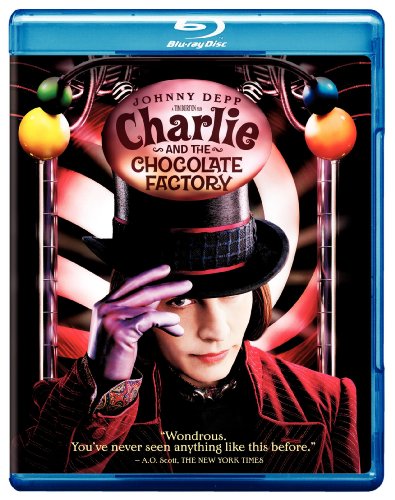 Blu-ray Disc
JOHNNY DEPP
A TIM BURTON FILM
Charlie
AND THE
CHOCOLATE
FACTORY
"Wondrous.
You've never seen anything like this before."
– A.O. Scott, THE NEW YORK TIMES